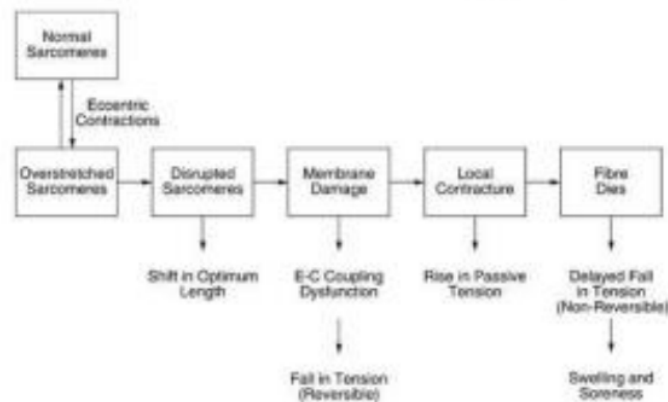 Normal
Sarcomeres
Eccentric
Contractions
Overstretched
Sarcomeres
Disrupted
Sarcomeres
Membrane
Damage
Local
Contracture
Fibre
Dies
Shift in Optimum
Length
E-C Coupling
Dysfunction
Rise in Passive
Tension
Delayed Fall
in Tension
(Non-Reversible)
Fall in Tension
(Reversible)
Swelling and
Soreness